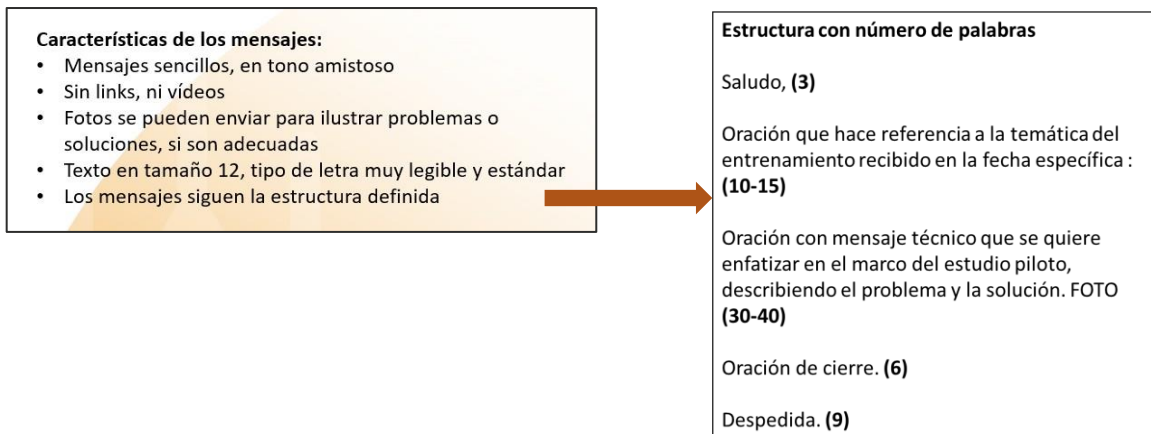 Características de los mensajes:
• Mensajes sencillos, en tono amistoso
• Sin links, ni vídeos
• Fotos se pueden enviar para ilustrar problemas o
soluciones, si son adecuadas
• Texto en tamaño 12, tipo de letra muy legible y estándar
• Los mensajes siguen la estructura definida
Estructura con número de palabras
Saludo, (3)
Oración que hace referencia a la temática del
entrenamiento recibido en la fecha específica :
(10-15)
Oración con mensaje técnico que se quiere
enfatizar en el marco del estudio piloto,
describiendo el problema y la solución. FOTO
(30-40)
Oración de cierre. (6)
Despedida. (9)